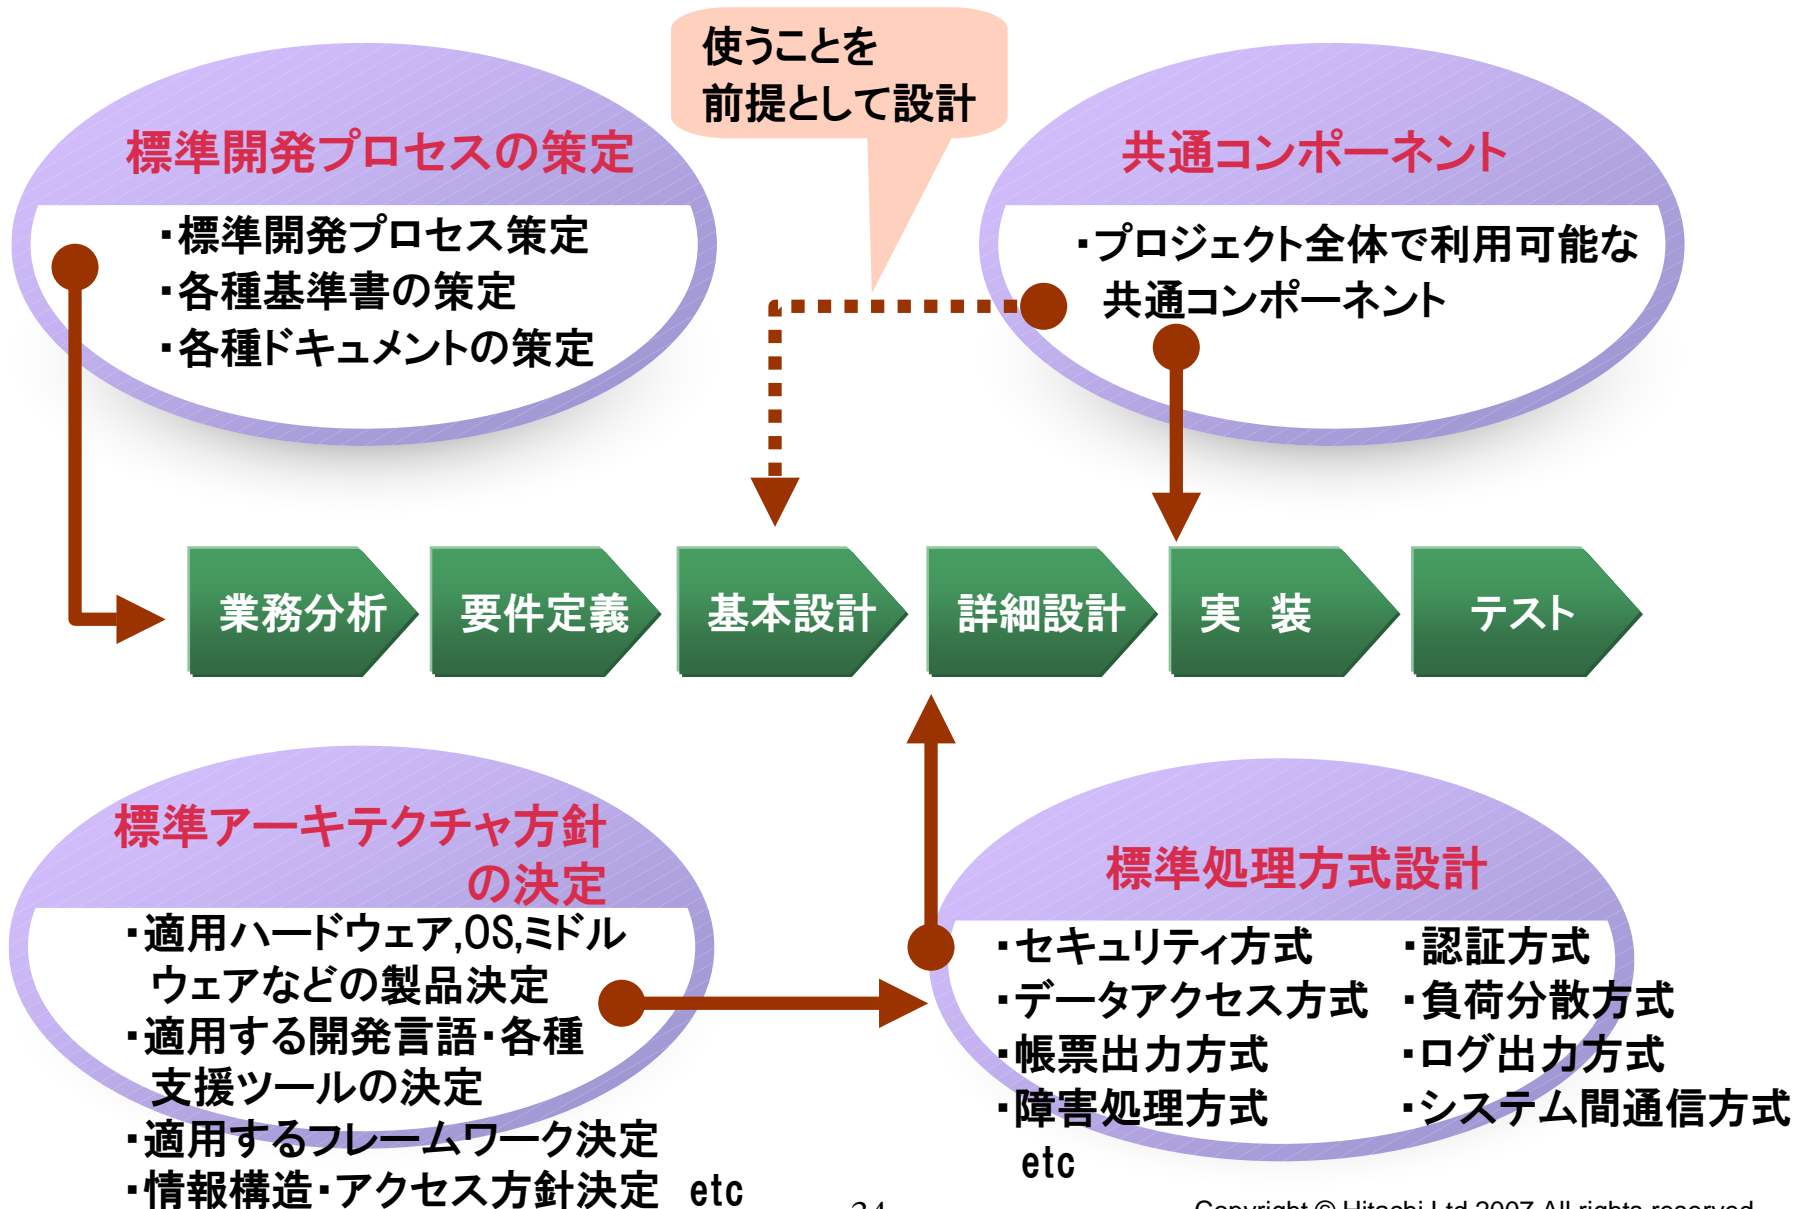 使うことを
前提として設計
標準開発プロセスの策定
・標準開発プロセス策定
・各種基準書の策定
・各種ドキュメントの策定
共通コンポーネント
・プロジェクト全体で利用可能な
共通コンポーネント
業務分析
要件定義
基本設計
詳細設計
実　装
テスト
標準アーキテクチャ方針
の決定
・適用ハードウェア,OS,ミドル
ウェアなどの製品決定
・適用する開発言語・各種
支援ツールの決定
・適用するフレームワーク決定
・情報構造・アクセス方針決定　etc
標準処理方式設計
・セキュリティ方式
・データアクセス方式
・帳票出力方式
・障害処理方式
etc
・認証方式
・負荷分散方式
・ログ出力方式
・システム間通信方式
Copyright © Hitachi Ltd 2007 All rights reserved